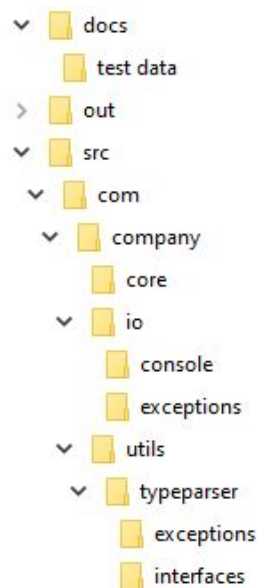 docs
test data
out
src
com
company
core
io
console
exceptions
utils
typeparser
exceptions
interfaces